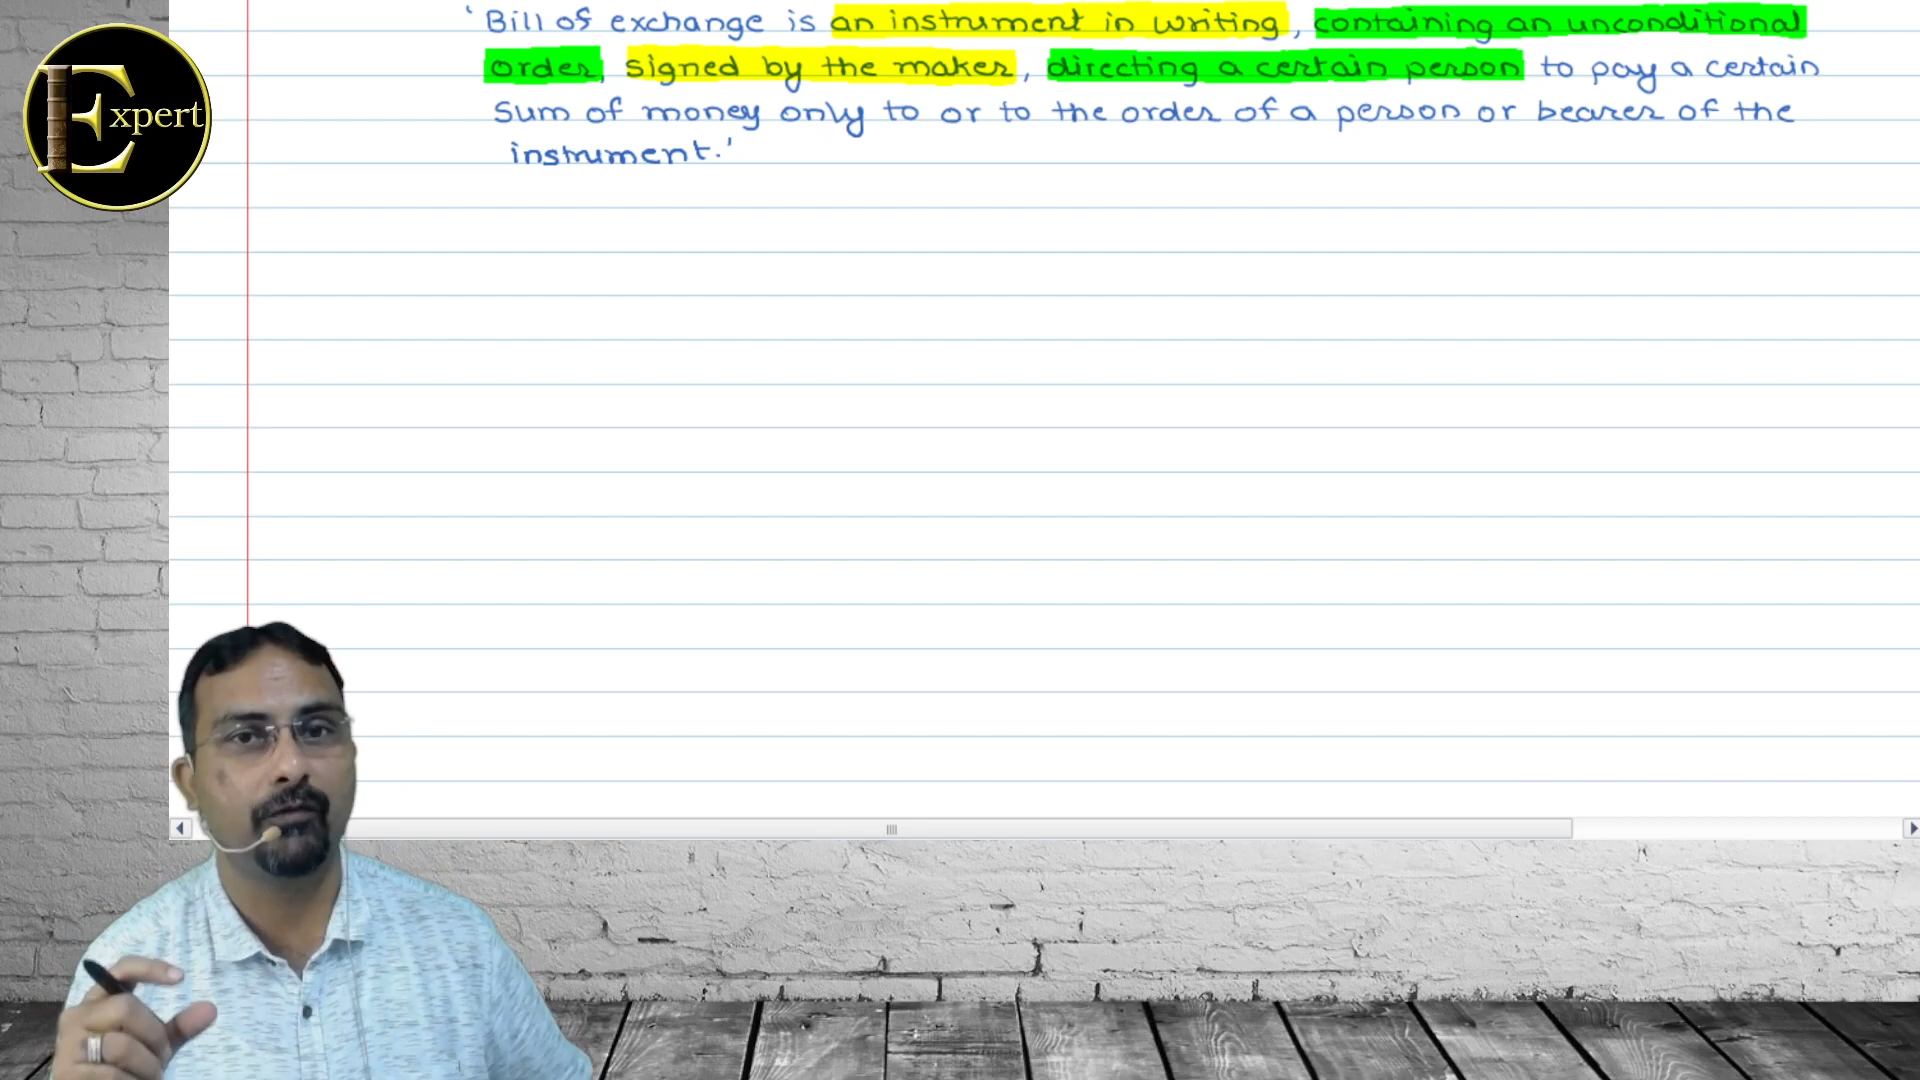 'Bill of exchange is an instrument in writing, containing an unconditional
order, signed by the maker, directing a certain person to pay a certain
sum of money only to or to the order of a person or bearer of the
instrument.'
Expert